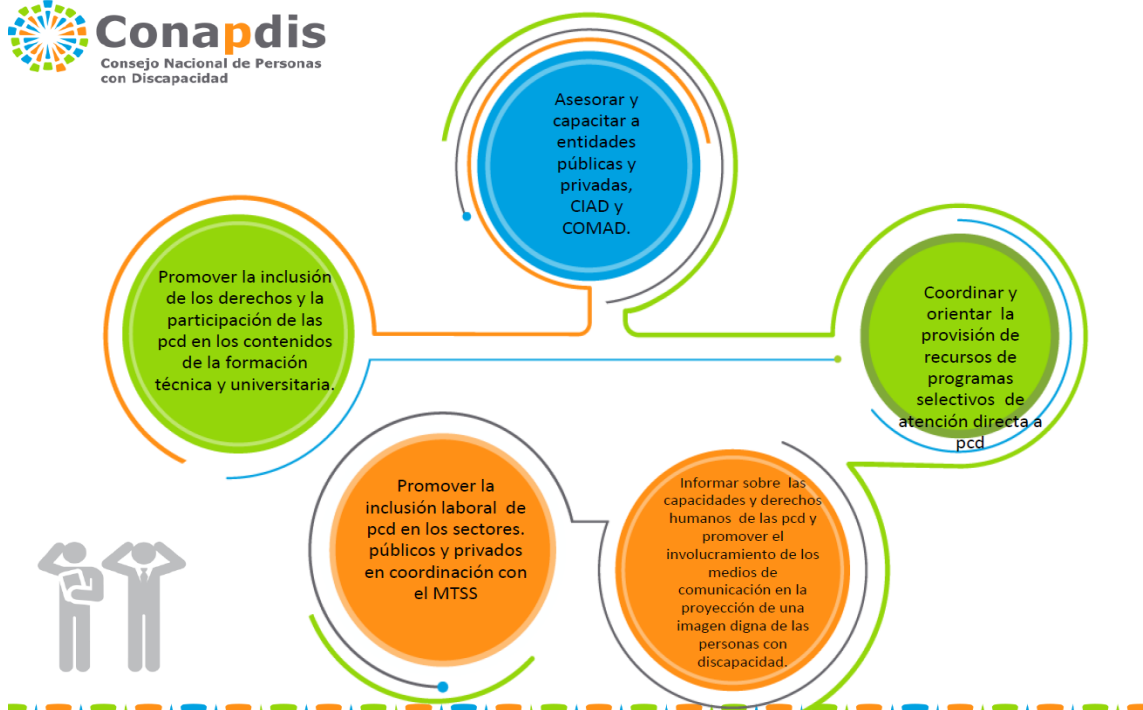 Conapdis
Consejo Nacional de Personas
con Discapacidad
Asesorar y
capacitar a
entidades
públicas y
privadas,
CIAD y
COMAD.
Promover la inclusión
de los derechos y la
participación de las
pcd en los contenidos
de la formación
técnica y universitaria.
Coordinar y
orientar la
provisión de
recursos de
programas
selectivos de
atención directa a
pcd
Promover la
inclusión laboral de
pcd en los sectores.
públicos y privados
en coordinación con
el MTSS
Informar sobre las
capacidades y derechos
humanos de las pcd y
promover el
involucramiento de los
medios de
comunicación en la
proyección de una
imagen digna de las
personas con
discapacidad.